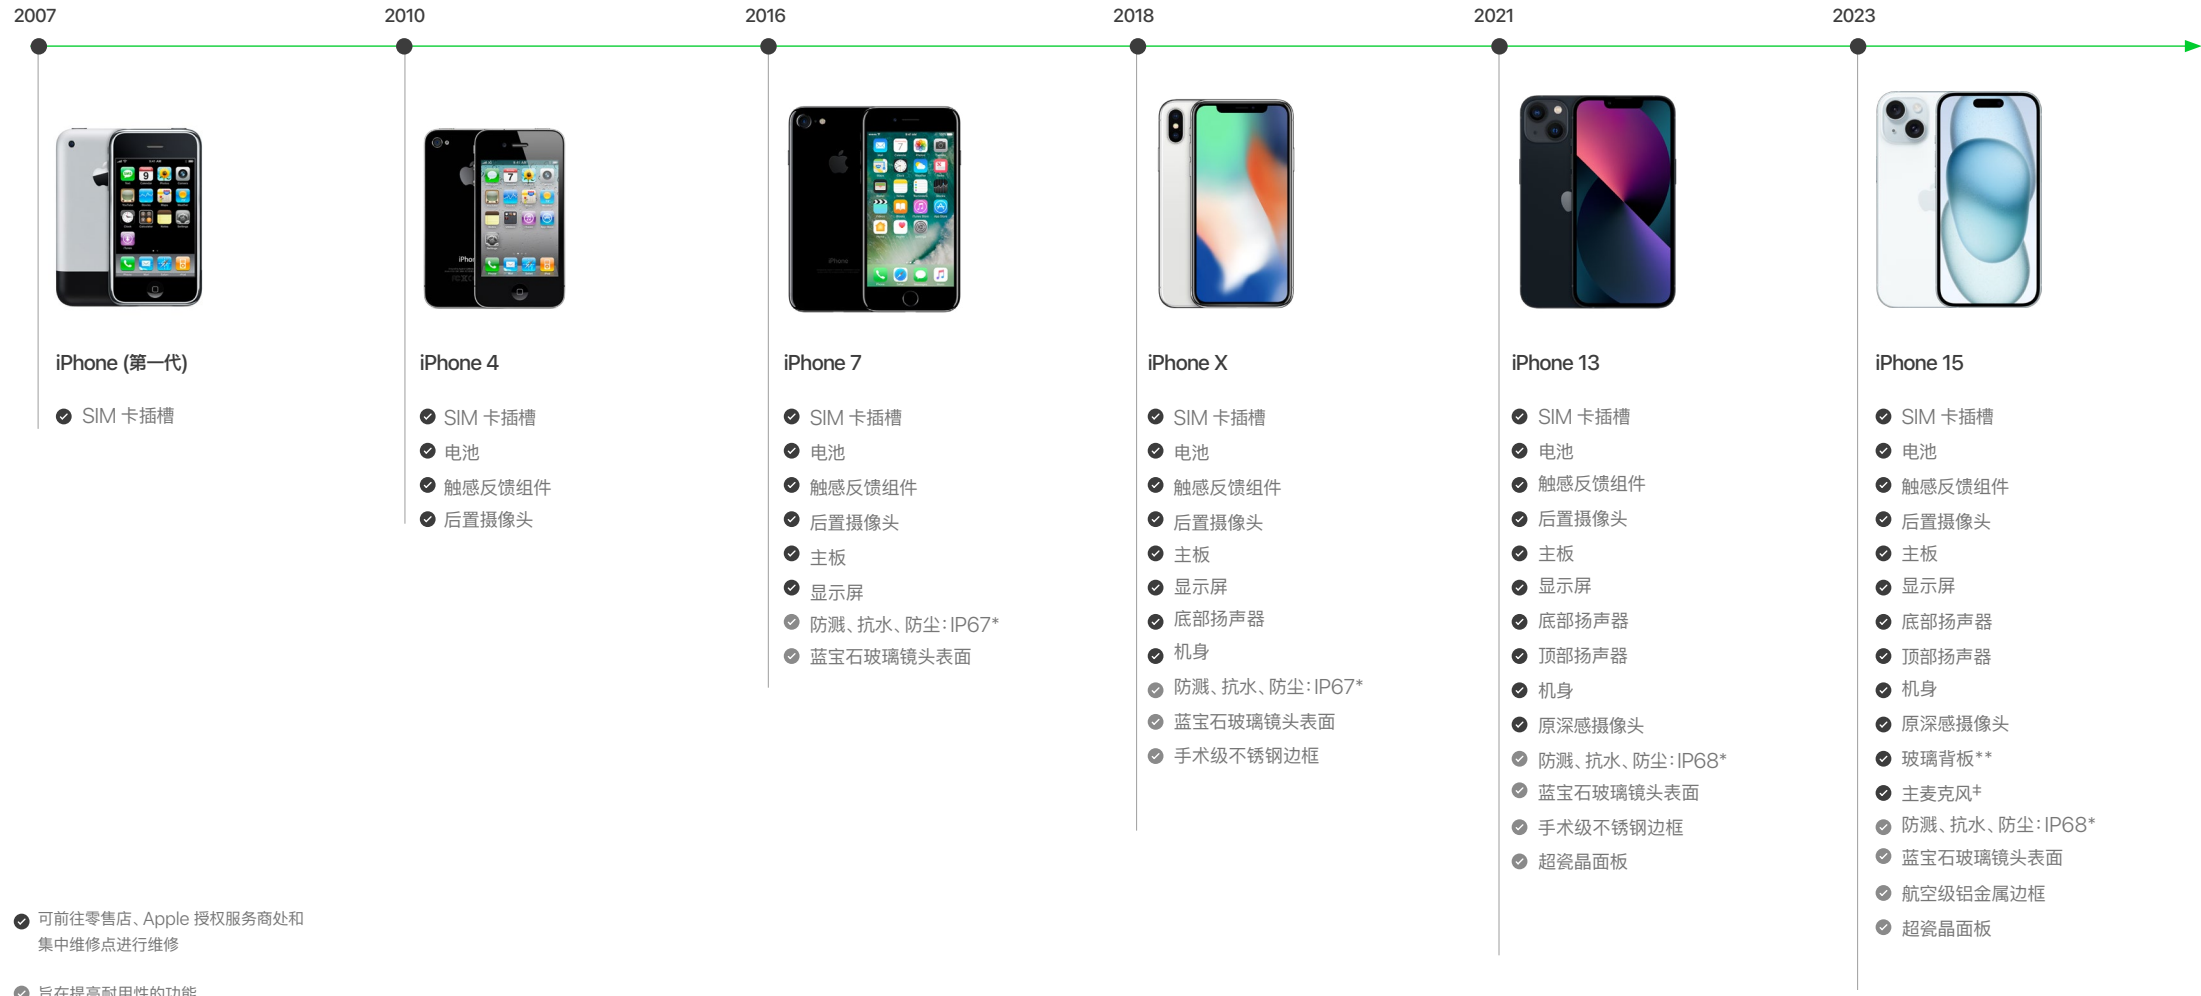 2007
2010
2016
2018
2021
2023
iPhone (第一代)
SIM 卡插槽
iPhone 4
SIM 卡插槽
电池
触感反馈组件
后置摄像头
iPhone 7
SIM 卡插槽
电池
触感反馈组件
后置摄像头
主板
显示屏
防溅、抗水、防尘：IP67*
蓝宝石玻璃镜头表面
iPhone X
SIM 卡插槽
电池
触感反馈组件
后置摄像头
主板
显示屏
底部扬声器
机身
防溅、抗水、防尘：IP67*
蓝宝石玻璃镜头表面
手术级不锈钢边框
iPhone 13
SIM 卡插槽
电池
触感反馈组件
后置摄像头
主板
显示屏
底部扬声器
顶部扬声器
机身
原深感摄像头
防溅、抗水、防尘：IP68*
蓝宝石玻璃镜头表面
手术级不锈钢边框
超瓷晶面板
iPhone 15
SIM 卡插槽
电池
触感反馈组件
后置摄像头
主板
显示屏
底部扬声器
顶部扬声器
机身
原深感摄像头
玻璃背板**
主麦克风‡
防溅、抗水、防尘：IP68*
蓝宝石玻璃镜头表面
航空级铝金属边框
超瓷晶面板
可前往零售店、Apple 授权服务商处和
集中维修点进行维修
旨在提高耐用性的功能